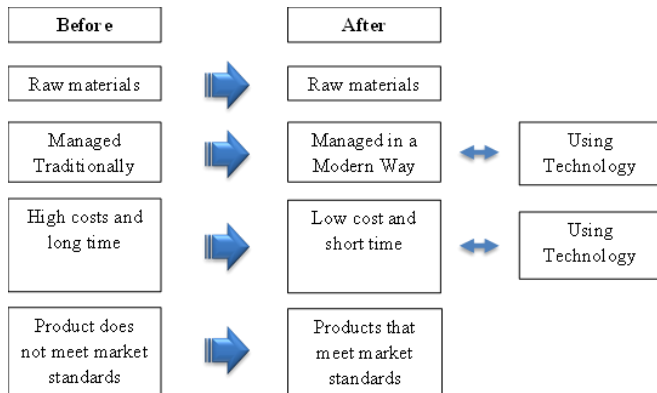 Before
After
Raw materials
Raw materials
Managed
Traditionally
Managed in a
Modern Way
Using
Technology
High costs and
long time
Low cost and
short time
Using
Technology
Product does
not meet market
standards
Products that
meet market
standards